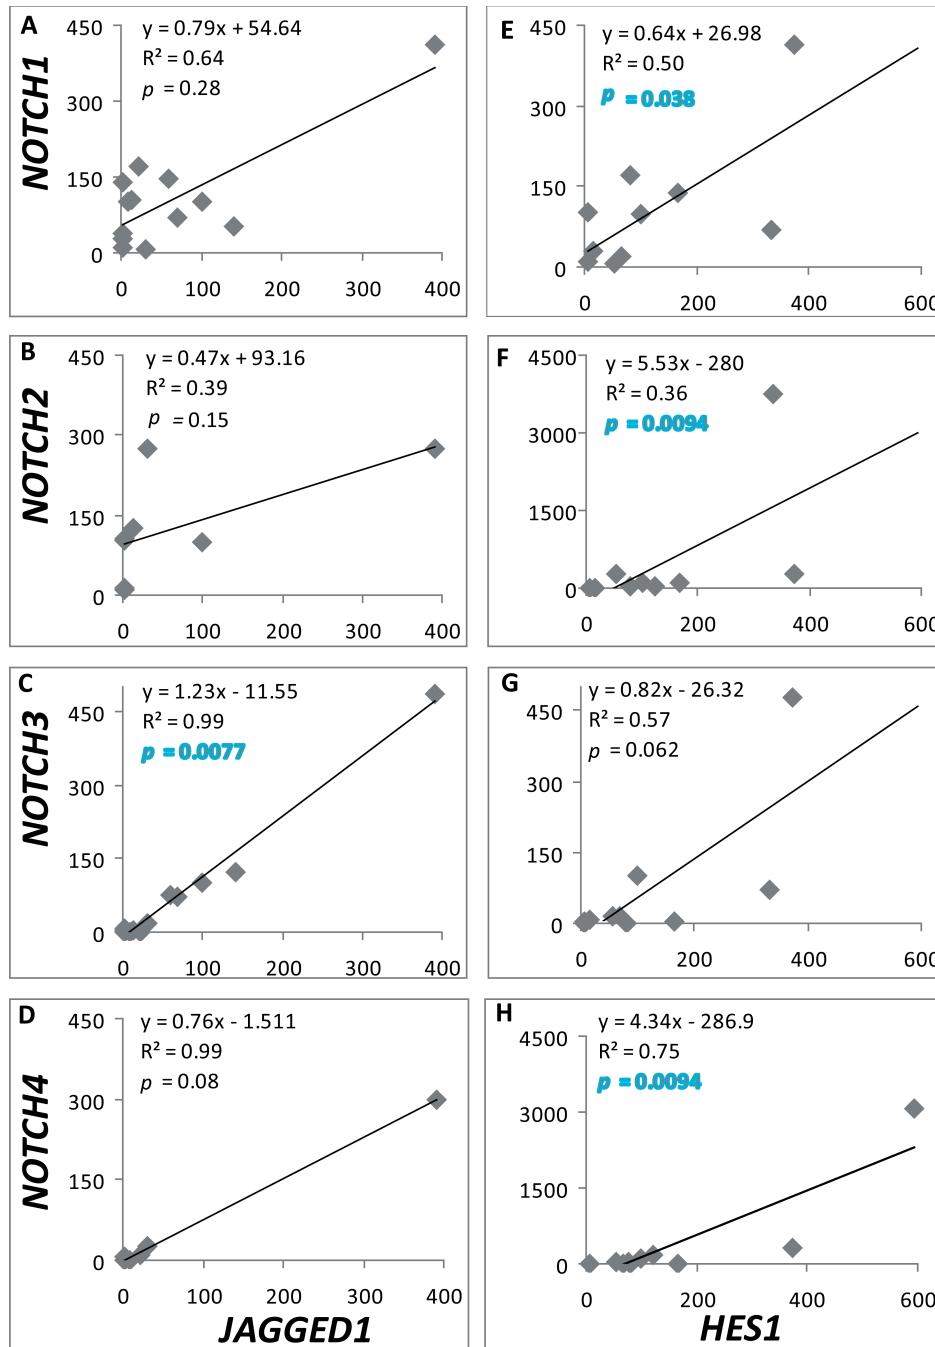 A
y = 0.79x + 54.64
R² = 0.64
p = 0.28
NOTCH1
450
300
150
0
0 100 200 300 400
E
y = 0.64x + 26.98
R² = 0.50
p = 0.038
450
300
150
0
0 200 400 600
B
y = 0.47x + 93.16
R² = 0.39
p = 0.15
NOTCH2
450
300
150
0
0 100 200 300 400
F
y = 5.53x - 280
R² = 0.36
p = 0.0094
4500
3000
1500
0
0 200 400 600
C
y = 1.23x - 11.55
R² = 0.99
p = 0.0077
NOTCH3
450
300
150
0
0 100 200 300 400
G
y = 0.82x - 26.32
R² = 0.57
p = 0.062
450
300
150
0
0 200 400 600
D
y = 0.76x - 1.511
R² = 0.99
p = 0.08
NOTCH4
450
300
150
0
0 100 200 300 400
JAGGED1
H
y = 4.34x - 286.9
R² = 0.75
p = 0.0094
4500
3000
1500
0
0 200 400 600
HES1